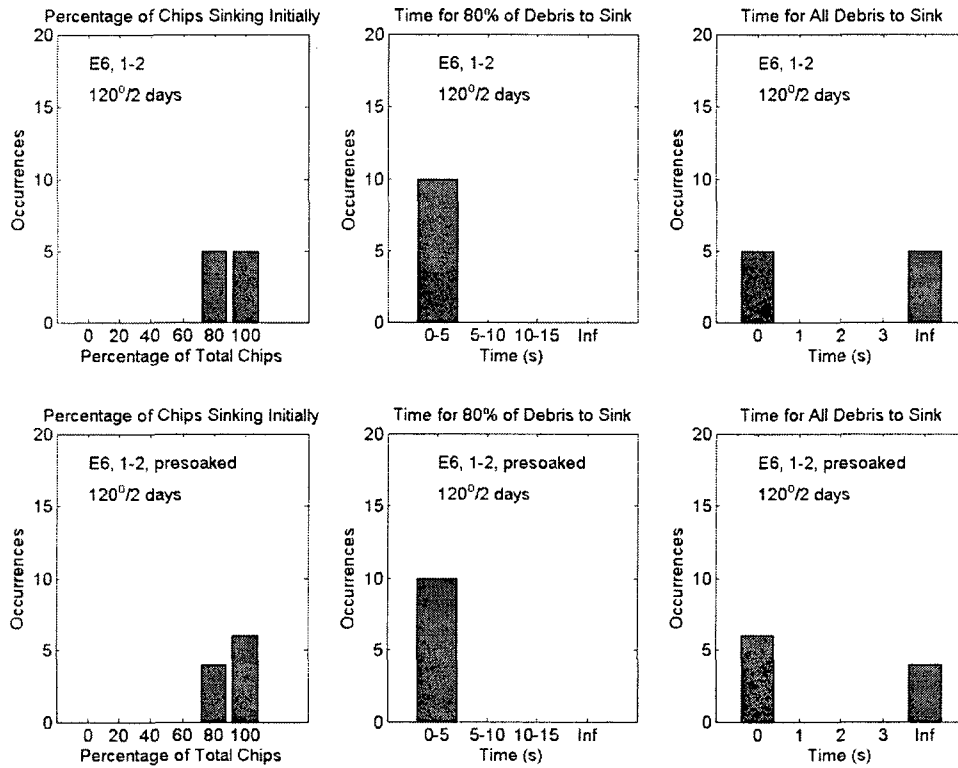 Percentage of Chips Sinking Initially
20
15
10
5
0
Occurrences
E6, 1-2
120⁰/2 days
0 20 40 60 80 100
Percentage of Total Chips
Time for 80% of Debris to Sink
20
15
10
5
0
Occurrences
E6, 1-2
120⁰/2 days
0-5 5-10 10-15 Inf
Time (s)
Time for All Debris to Sink
20
15
10
5
0
Occurrences
E6, 1-2
120⁰/2 days
0 1 2 3 Inf
Time (s)
Percentage of Chips Sinking Initially
20
15
10
5
0
Occurrences
E6, 1-2, presoaked
120⁰/2 days
0 20 40 60 80 100
Percentage of Total Chips
Time for 80% of Debris to Sink
20
15
10
5
0
Occurrences
E6, 1-2, presoaked
120⁰/2 days
0-5 5-10 10-15 Inf
Time (s)
Time for All Debris to Sink
20
15
10
5
0
Occurrences
E6, 1-2, presoaked
120⁰/2 days
0 1 2 3 Inf
Time (s)